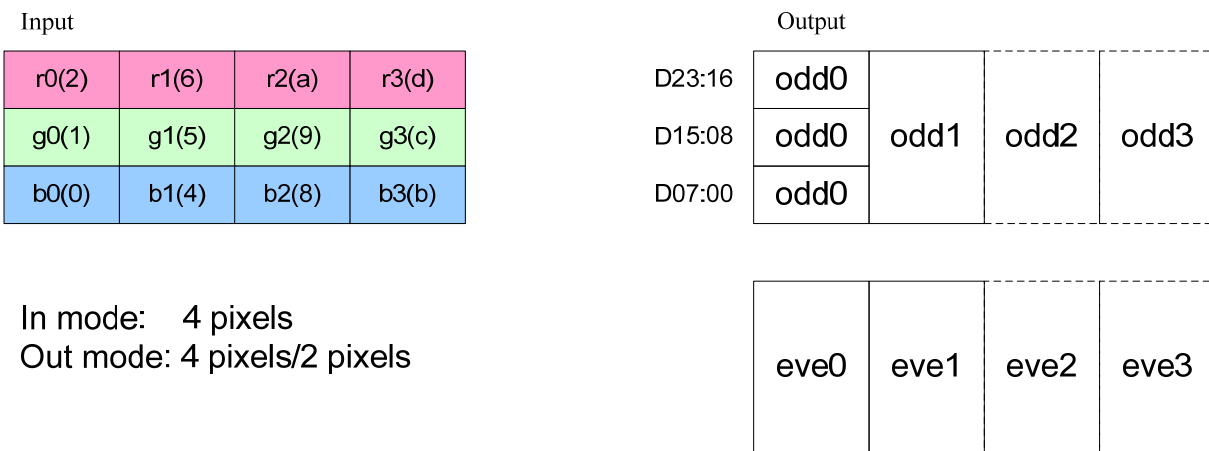 Input
r0(2) r1(6) r2(a) r3(d)
g0(1) g1(5) g2(9) g3(c)
b0(0) b1(4) b2(8) b3(b)
In mode: 4 pixels
Out mode: 4 pixels/2 pixels
Output
D23:16 odd0
D15:08 odd0 odd1 odd2 odd3
D07:00 odd0
eve0 eve1 eve2 eve3